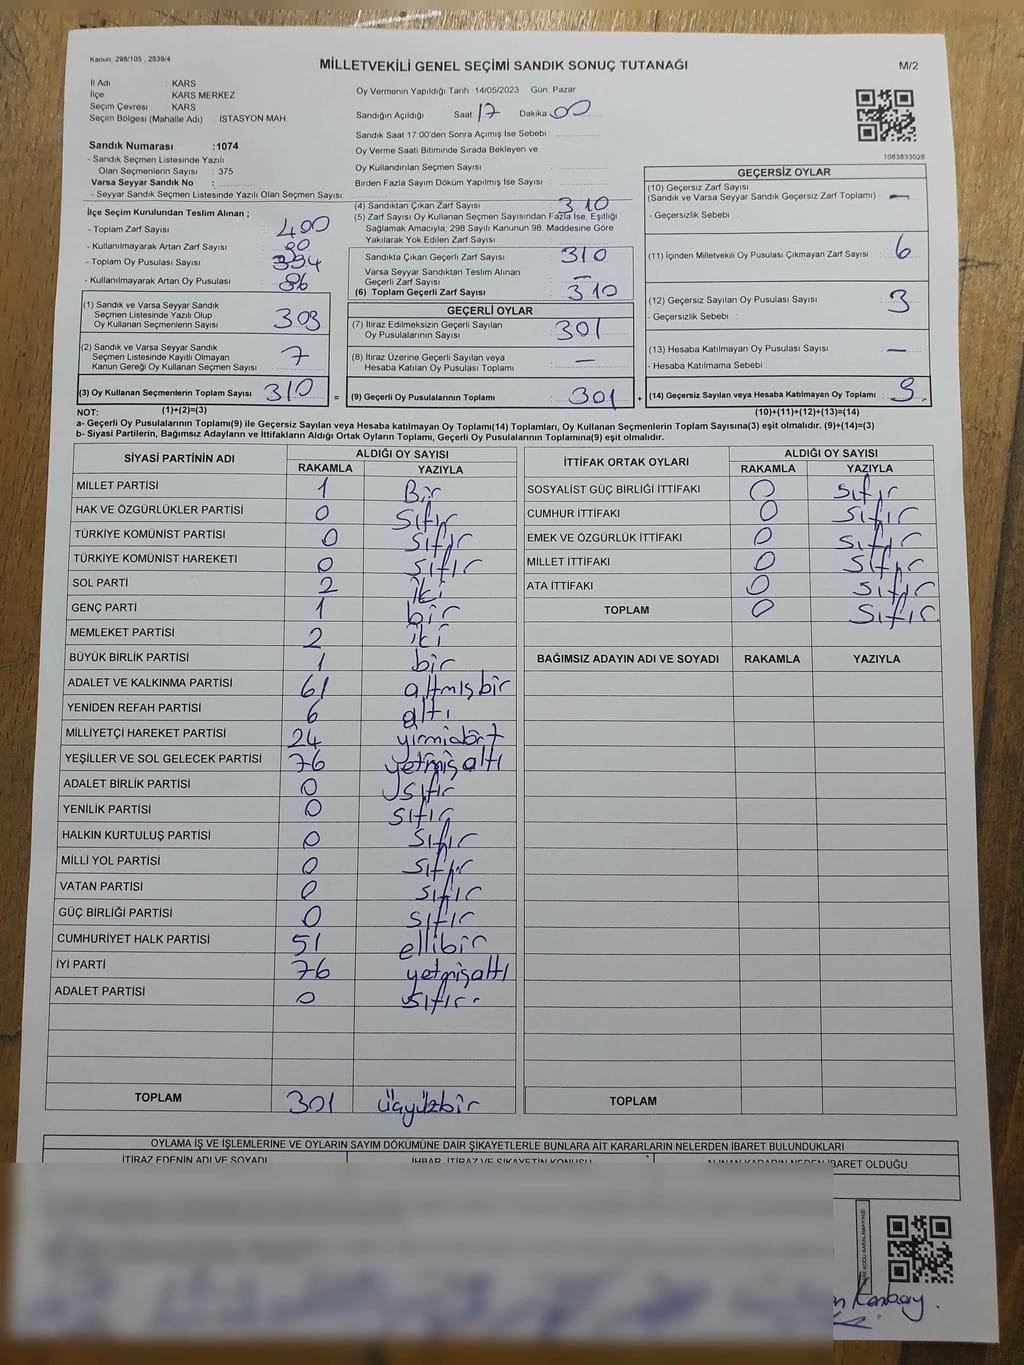 Kanun, 298/105 , 2839/4
MİLLETVEKİLİ GENEL SEÇİMİ SANDIK SONUÇ TUTANAĞI
M/2
İl Adı : KARS
İlçe : KARS MERKEZ
Seçim Çevresi : KARS
Seçim Bölgesi (Mahalle Adı) : İSTASYON MAH.
Sandık Numarası :1074
- Sandık Seçmen Listesinde Yazılı
Olan Seçmenlerin Sayısı : 375
Varsa Seyyar Sandık No :
- Seyyar Sandık Seçmen Listesinde Yazılı Olan Seçmen Sayısı:
İlçe Seçim Kurulundan Teslim Alınan ;
- Toplam Zarf Sayısı : 400
- Kullanılmayarak Artan Zarf Sayısı : 90
- Toplam Oy Pusulası Sayısı :
- Kullanılmayarak Artan Oy Pusulası :
(1) Sandık ve Varsa Seyyar Sandık
Seçmen Listesinde Yazılı Olup
Oy Kullanan Seçmenlerin Sayısı : 303
(2) Sandık ve Varsa Seyyar Sandık
Seçmen Listesinde Kayıtlı Olmayan
Kanun Gereği Oy Kullanan Seçmen Sayısı : 7
(3) Oy Kullanan Seçmenlerin Toplam Sayısı : 310
Oy Vermenin Yapıldığı Tarih :14/05/2023 Gün: Pazar
Sandığın Açıldığı Saat : 17 Dakika : 00
Sandık Saat 17:00'den Sonra Açımış İse Sebebi :
Oy Verme Saati Bitiminde Sırada Bekleyen ve
Oy Kullandırılan Seçmen Sayısı :
Birden Fazla Sayım Döküm Yapılmış İse Sayısı :
(4) Sandıktan Çıkan Zarf Sayısı : 310
(5) Zarf Sayısı Oy Kullanan Seçmen Sayısından Fazla İse, Eşitliği
Sağlamak Amacıyla, 298 Sayılı Kanunun 98. Maddesine Göre
Yakılarak Yok Edilen Zarf Sayısı :
Sandıkta Çıkan Geçerli Zarf Sayısı : 310
Varsa Seyyar Sandıktan Teslim Alınan
Geçerli Zarf Sayısı : —
(6) Toplam Geçerli Zarf Sayısı : 310
GEÇERLİ OYLAR
(7) İtiraz Edilmeksizin Geçerli Sayılan
Oy Pusulalarının Sayısı : 301
(8) İtiraz Üzerine Geçerli Sayılan veya
Hesaba Katılan Oy Pusulası Toplamı : —
= (9) Geçerli Oy Pusulalarının Toplamı : 301 +
1083833028
GEÇERSİZ OYLAR
(10) Geçersiz Zarf Sayısı
(Sandık ve Varsa Seyyar Sandık Geçersiz Zarf Toplamı) : —
- Geçersizlik Sebebi :
(11) İçinden Milletvekili Oy Pusulası Çıkmayan Zarf Sayısı : 6
(12) Geçersiz Sayılan Oy Pusulası Sayısı : 3
- Geçersizlik Sebebi :
(13) Hesaba Katılmayan Oy Pusulası Sayısı : —
- Hesaba Katılmama Sebebi :
(14) Geçersiz Sayılan veya Hesaba Katılmayan Oy Toplamı : 9
NOT: (1)+(2)=(3)
(10)+(11)+(12)+(13)=(14)
a- Geçerli Oy Pusulalarının Toplamı(9) ile Geçersiz Sayılan veya Hesaba katılmayan Oy Toplamı(14) Toplamları, Oy Kullanan Seçmenlerin Toplam Sayısına(3) eşit olmalıdır. (9)+(14)=(3)
b- Siyasi Partilerin, Bağımsız Adayların ve İttifakların Aldığı Ortak Oyların Toplamı, Geçerli Oy Pusulalarının Toplamına(9) eşit olmalıdır.
SİYASİ PARTİNİN ADI ALDIĞI OY SAYISI
RAKAMLA YAZIYLA
MİLLET PARTİSİ 1 Bir
HAK VE ÖZGÜRLÜKLER PARTİSİ 0 sıfır
TÜRKİYE KOMÜNİST PARTİSİ 0 sıfır
TÜRKİYE KOMÜNİST HAREKETİ 0 sıfır
SOL PARTİ 2 iki
GENÇ PARTİ 1 bir
MEMLEKET PARTİSİ 2 iki
BÜYÜK BİRLİK PARTİSİ 1 bir
ADALET VE KALKINMA PARTİSİ 61 altmışbir
YENİDEN REFAH PARTİSİ 6 altı
MİLLİYETÇİ HAREKET PARTİSİ 24 yirmidört
YEŞİLLER VE SOL GELECEK PARTİSİ 76 yetmişaltı
ADALET BİRLİK PARTİSİ 0 sıfır
YENİLİK PARTİSİ 0 sıfır
HALKIN KURTULUŞ PARTİSİ 0 sıfır
MİLLİ YOL PARTİSİ 0 sıfır
VATAN PARTİSİ 0 sıfır
GÜÇ BİRLİĞİ PARTİSİ 0 sıfır
CUMHURİYET HALK PARTİSİ 51 ellibir
İYİ PARTİ 76 yetmişaltı
ADALET PARTİSİ 0 sıfır
TOPLAM 301 üçyüzbir
İTTİFAK ORTAK OYLARI ALDIĞI OY SAYISI
RAKAMLA YAZIYLA
SOSYALİST GÜÇ BİRLİĞİ İTTİFAKI 0 sıfır
CUMHUR İTTİFAKI 0 sıfır
EMEK VE ÖZGÜRLÜK İTTİFAKI 0 sıfır
MİLLET İTTİFAKI 0 sıfır
ATA İTTİFAKI 0 sıfır
TOPLAM 0 sıfır
BAĞIMSIZ ADAYIN ADI VE SOYADI RAKAMLA YAZIYLA
TOPLAM
OYLAMA İŞ VE İŞLEMLERİNE VE OYLARIN SAYIM DÖKÜMÜNE DAİR ŞİKAYETLERLE BUNLARA AİT KARARLARIN NELERDEN İBARET BULUNDUKLARI
İTİRAZ EDENİN ADI VE SOYADI İHBAR, İTİRAZ VE ŞİKAYETİN KONUSU ALINAN KARARIN NEDEN İBARET OLDUĞU
KODU KARALAMAYINIZ!